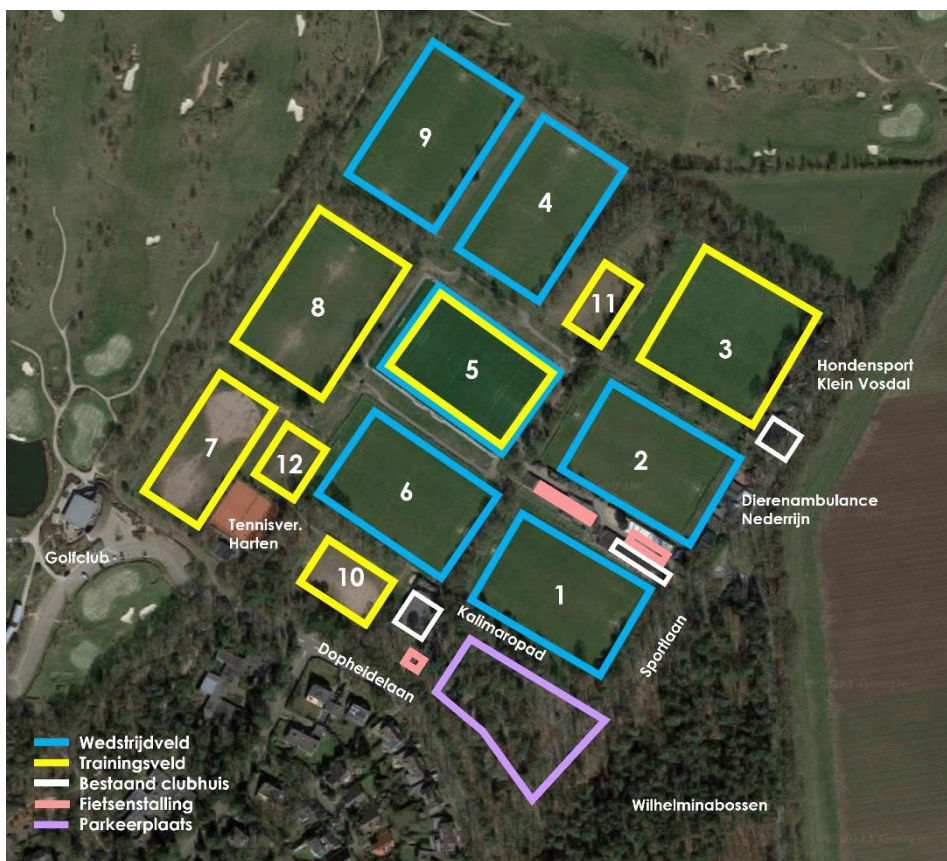 9
4
11
8
3
5
Hondensport
Klein Vosdal
7
12
2
6
Dierenambulance
Nederrijn
Tennisver.
Harten
Golfclub
10
1
Kalimaropad
Sportlaan
Dopheidelaan
Wedstrijdveld
Trainingsveld
Bestaand clubhuis
Fietsenstalling
Parkeerplaats
Wilhelminabossen